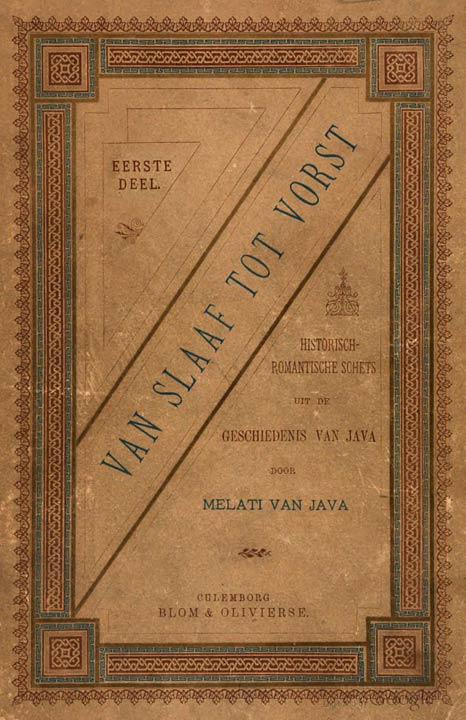 EERSTE
DEEL.
VAN SLAAF TOT VORST
HISTORISCH-
ROMANTISCHE SCHETS
UIT DE
GESCHIEDENIS VAN JAVA
DOOR
MELATI VAN JAVA
CULEMBORG
BLOM & OLIVIERSE.